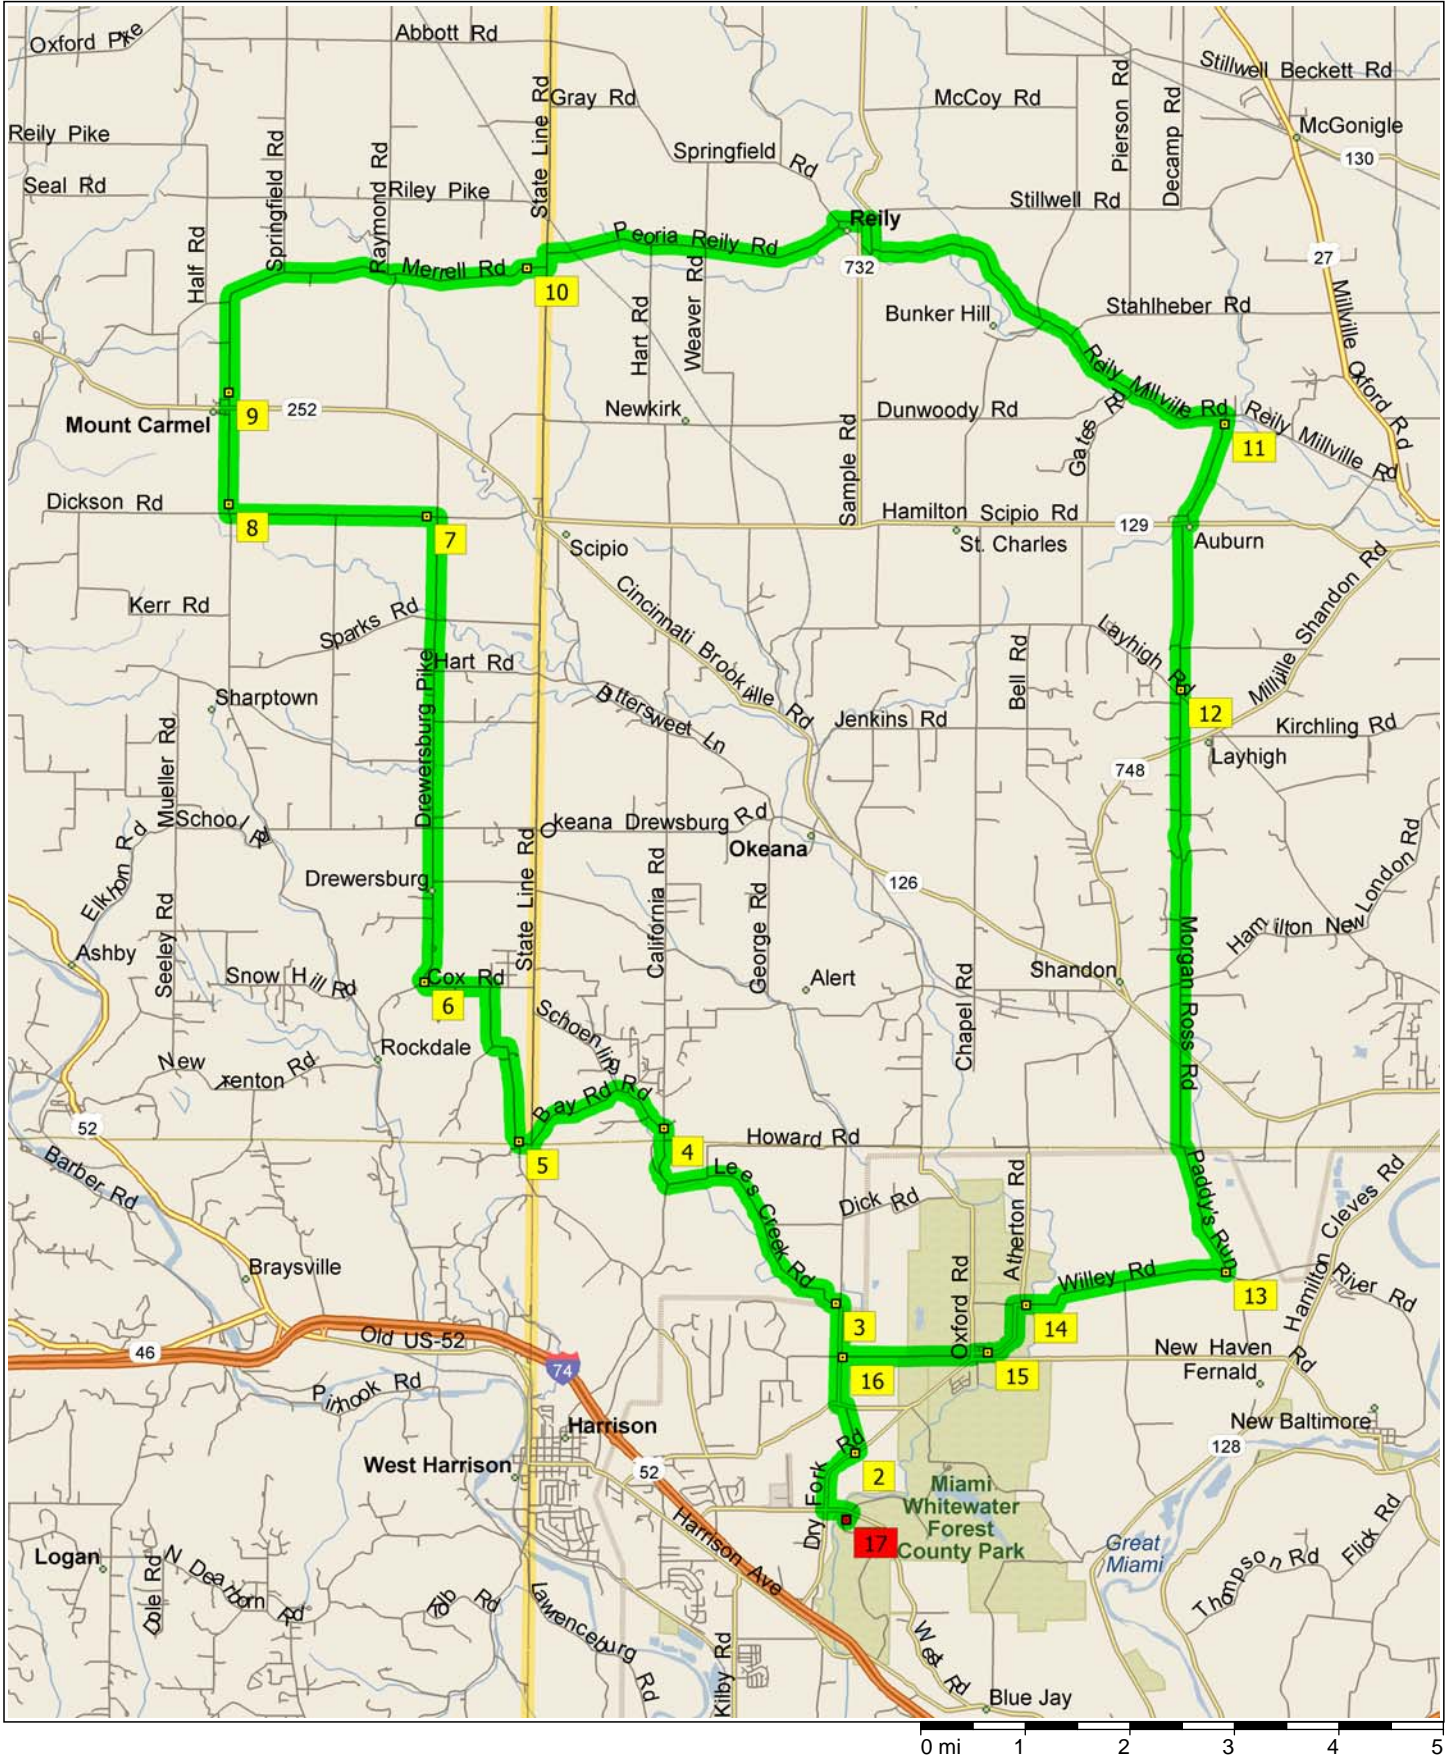 Oxford Pke
Abbott Rd
Stillwell Beckett Rd
Gray Rd
McCoy Rd
State Line Rd
Pierson Rd
Decamp Rd
McGonigle
130
Reily Pike
Springfield Rd
Springfield Rd
Raymond Rd
Seal Rd
Riley Pike
Stillwell Rd
Reily
Peoria Reily Rd
Half Rd
Merrell Rd
732
27
10
Hart Rd
Weaver Rd
Bunker Hill
Stahlheber Rd
Millville Oxford Rd
Reily Millville Rd
Reily Millville Rd
9
252
Mount Carmel
Newkirk
Dunwoody Rd
Gates Rd
11
Sample Rd
Dickson Rd
8
7
Hamilton Scipio Rd
129
Scipio
St. Charles
Auburn
Kerr Rd
Sparks Rd
Cincinnati Brookville Rd
Millville Shandon Rd
Layhigh Rd
Hart Rd
Bell Rd
Drewersburg Pike
Sharptown
Bittersweet Ln
Jenkins Rd
12
Kirchling Rd
Mueller Rd
Layhigh
748
School Rd
Okeana Drewsburg Rd
Okeana
Elkhorn Rd
State Line Rd
California Rd
George Rd
Drewersburg
126
Hamilton New London Rd
Seeley Rd
Morgan Ross Rd
Ashby
Snow Hill Rd
Cox Rd
6
Alert
Shandon
Chapel Rd
Schoenling Rd
Rockdale
New Trenton Rd
Bay Rd
52
4
Howard Rd
5
Barber Rd
Lees Creek Rd
Dick Rd
Atherton Rd
Paddy's Run
Hamilton Cleves Rd
Braysville
Oxford Rd
Willey Rd
13
River Rd
3
14
Old US-52
46
74
New Haven Rd
Fernald
16
15
Pinhook Rd
Harrison
New Baltimore
128
West Harrison
52
Dry Fork Rd
2
Miami
Whitewater
Forest
County Park
17
Harrison Ave
Great
Miami
Thompson Rd
Flick Rd
Logan
N Dearborn Rd
Dole Rd
Kolb Rd
Lawrenceburg Rd
Kilby Rd
West Rd
Blue Jay
0 mi 1 2 3 4 5